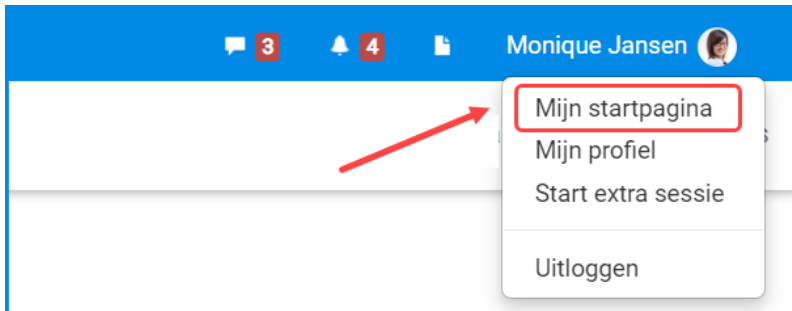 3 4 Monique Jansen
Mijn startpagina
Mijn profiel
Start extra sessie
Uitloggen